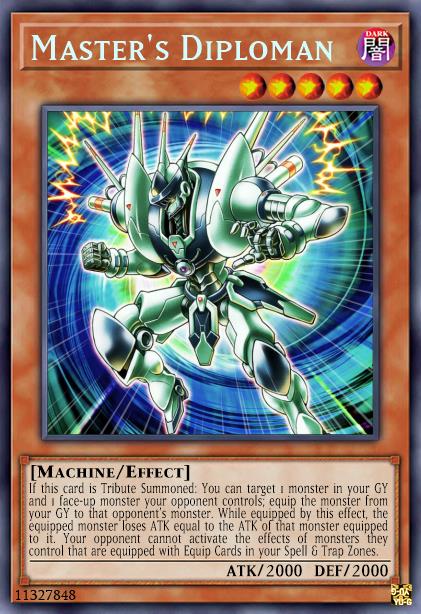 Master's Diploman
DARK
闇
[Machine/Effect]
If this card is Tribute Summoned: You can target 1 monster in your GY
and 1 face-up monster your opponent controls; equip the monster from
your GY to that opponent's monster. While equipped by this effect, the
equipped monster loses ATK equal to the ATK of that monster equipped
to it. Your opponent cannot activate the effects of monsters they
control that are equipped with Equip Cards in your Spell & Trap Zones.
ATK/2000 DEF/2000
11327848